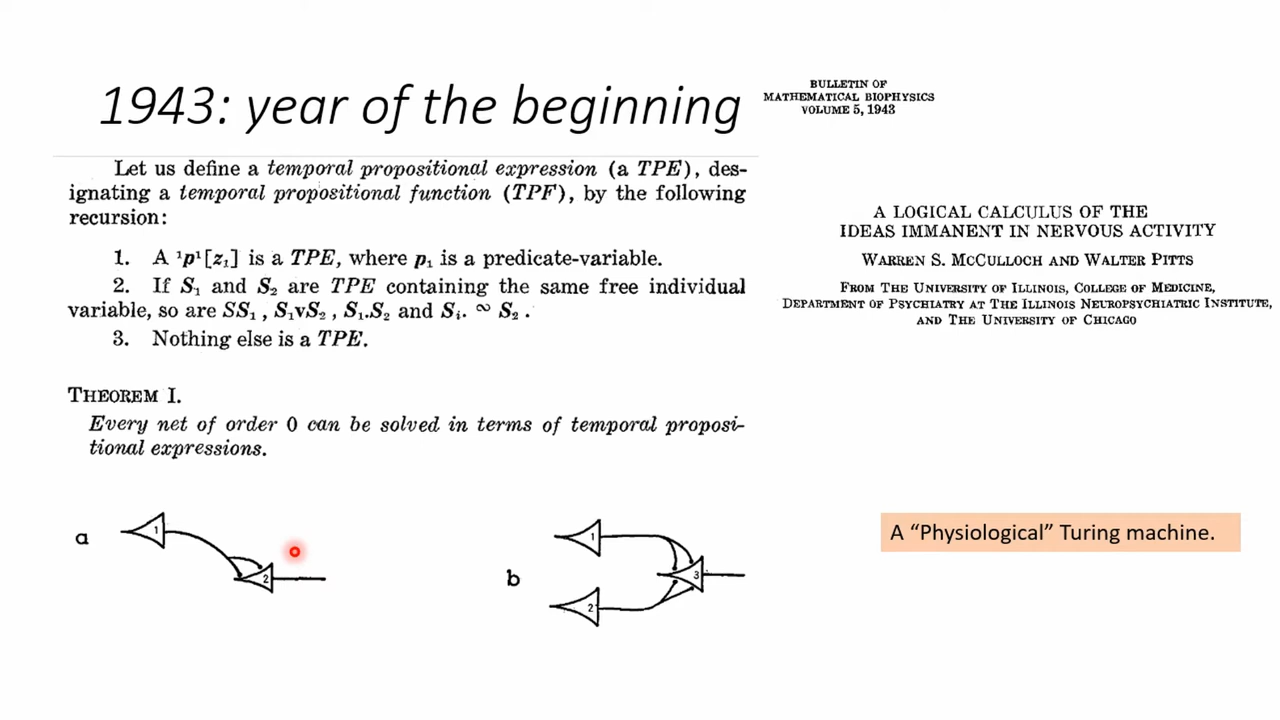 1943: year of the beginning
BULLETIN OF
MATHEMATICAL BIOPHYSICS
VOLUME 5, 1943
Let us define a temporal propositional expression (a TPE), des-
ignating a temporal propositional function (TPF), by the following
recursion:
1. A ¹p¹[z₁] is a TPE, where p₁ is a predicate-variable.
2. If S₁ and S₂ are TPE containing the same free individual
variable, so are SS₁, S₁vS₂, S₁.S₂ and Sᵢ. ∞ S₂.
3. Nothing else is a TPE.
THEOREM I.
Every net of order 0 can be solved in terms of temporal proposi-
tional expressions.
A LOGICAL CALCULUS OF THE
IDEAS IMMANENT IN NERVOUS ACTIVITY
WARREN S. MCCULLOCH AND WALTER PITTS
FROM THE UNIVERSITY OF ILLINOIS, COLLEGE OF MEDICINE,
DEPARTMENT OF PSYCHIATRY AT THE ILLINOIS NEUROPSYCHIATRIC INSTITUTE,
AND THE UNIVERSITY OF CHICAGO
a
1
2
b
1
2
3
A “Physiological” Turing machine.